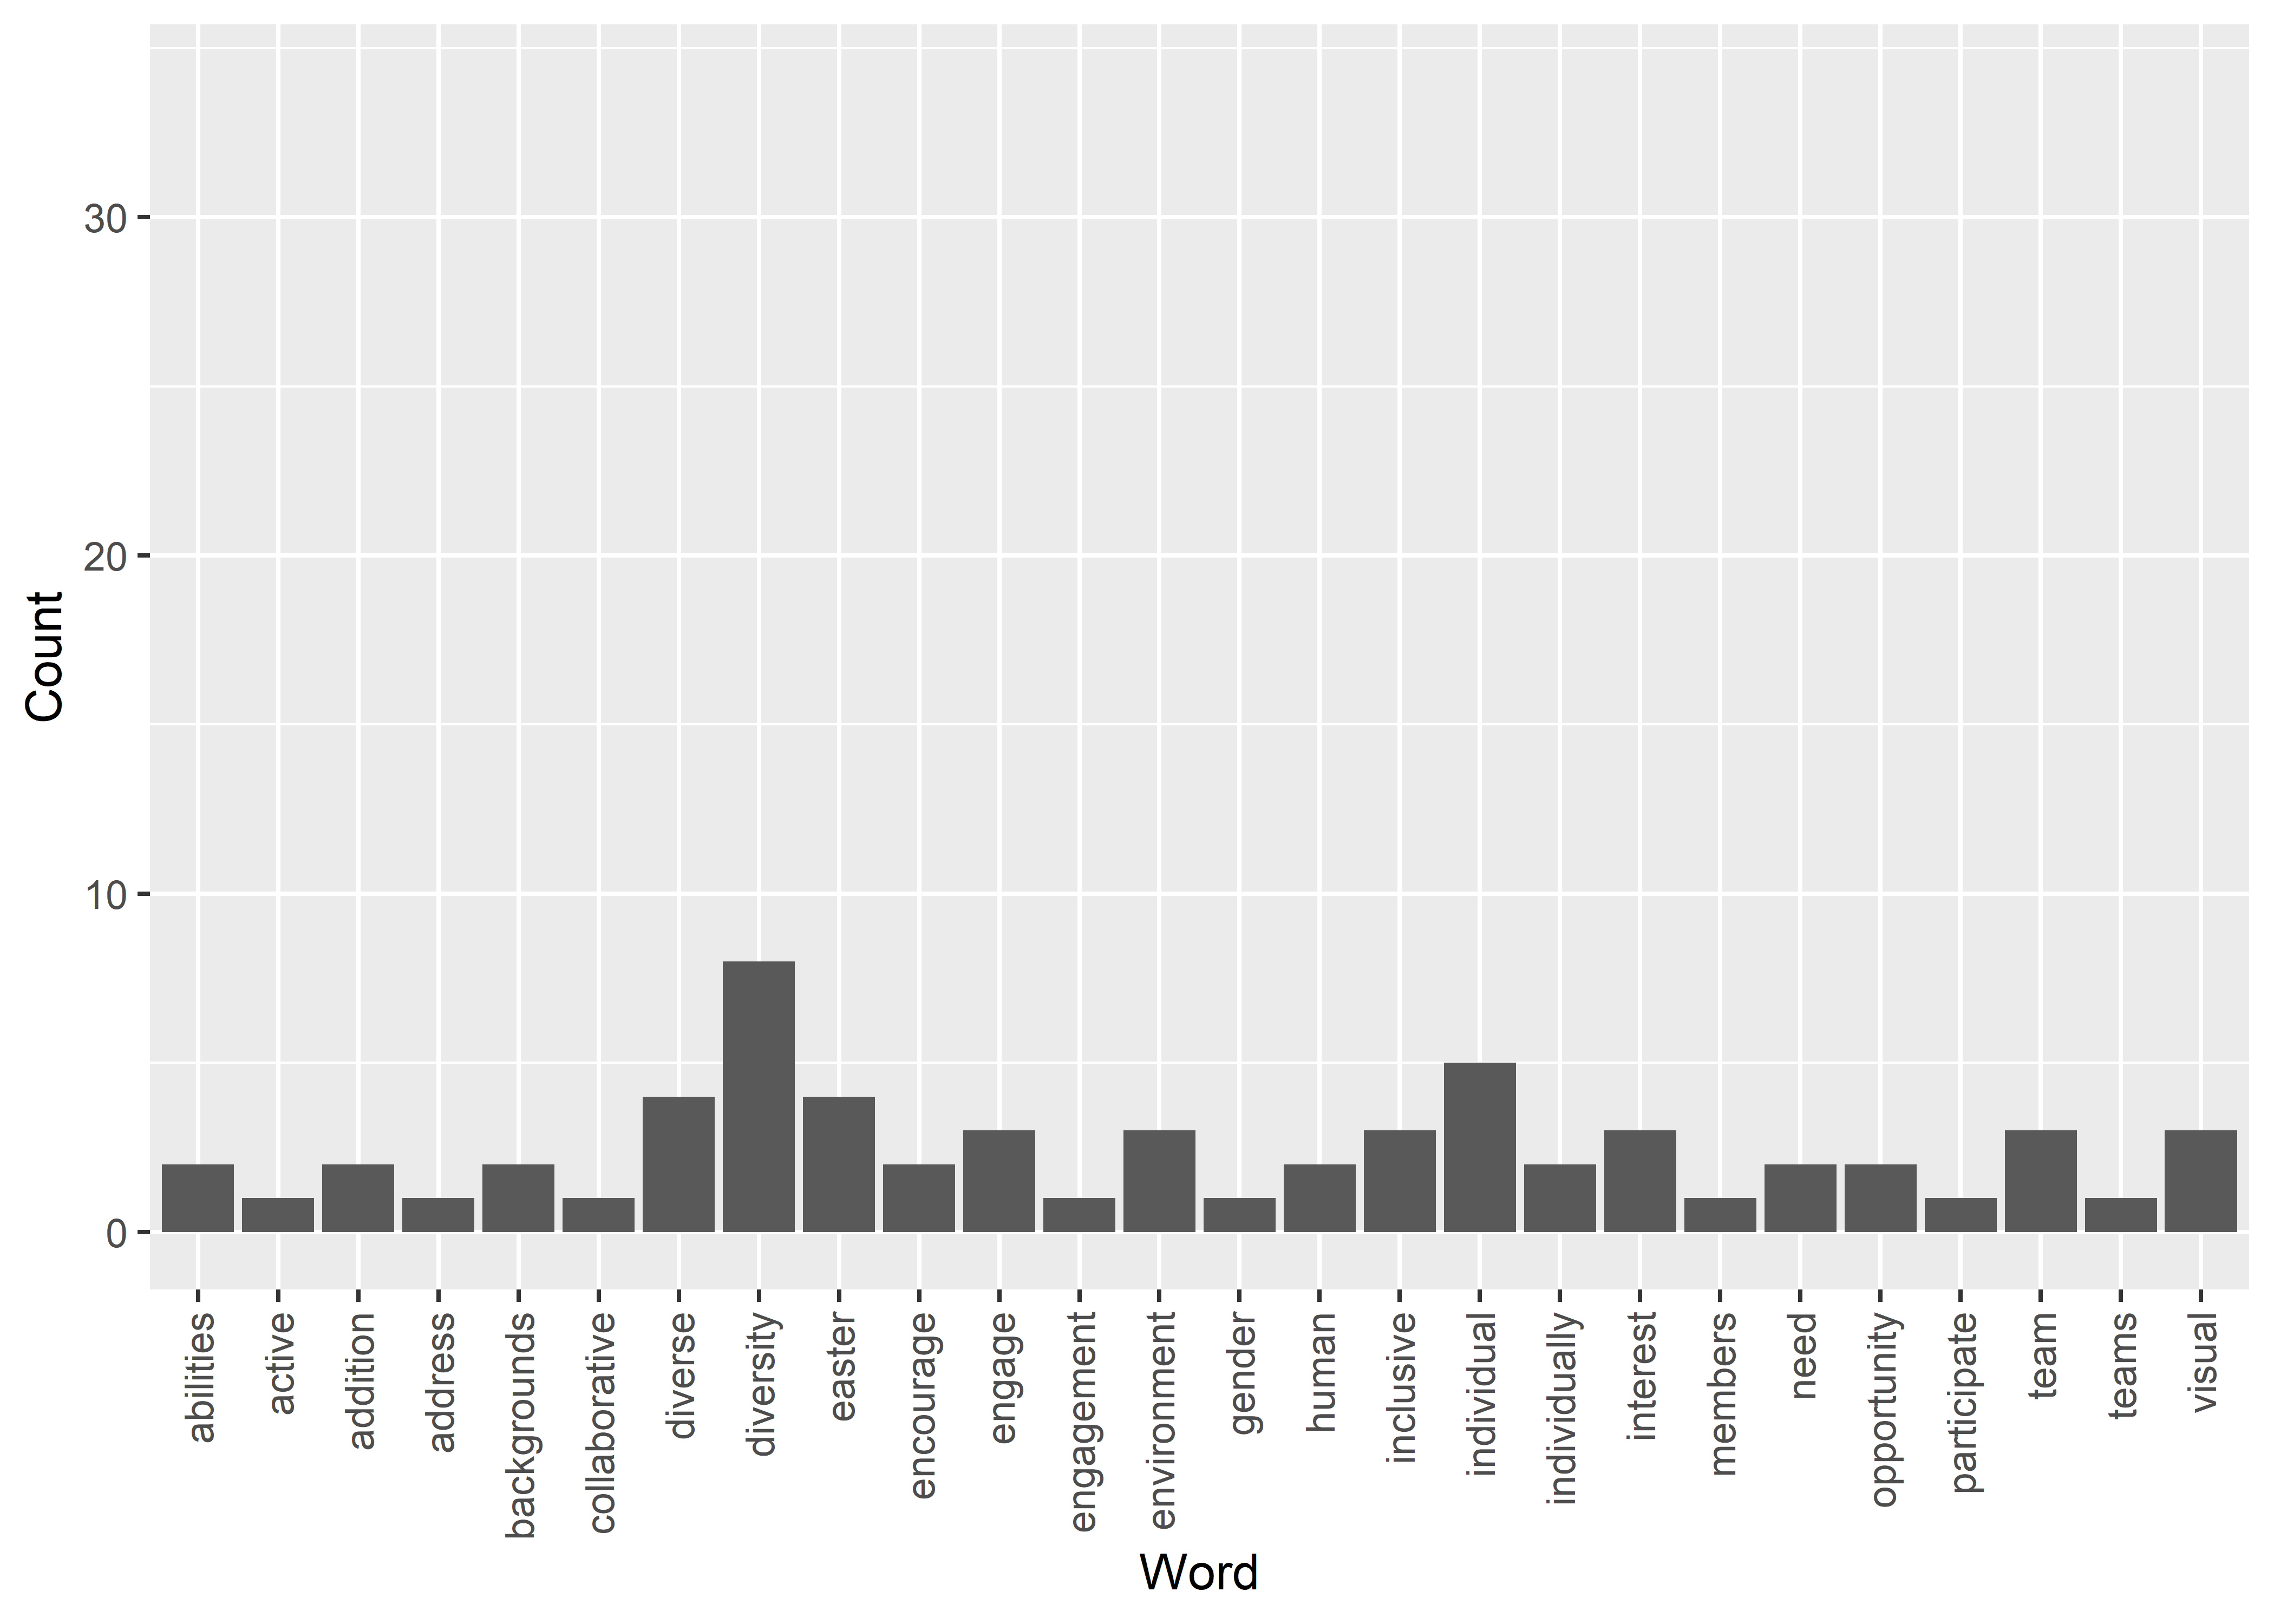 30
20
10
0
Count
abilities
active
addition
address
backgrounds
collaborative
diverse
diversity
easter
encourage
engage
engagement
environment
gender
human
inclusive
individual
individually
interest
members
need
opportunity
participate
team
teams
visual
Word